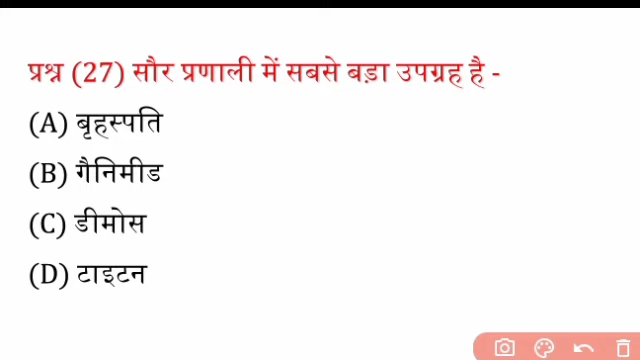 प्रश्न (27) सौर प्रणाली में सबसे बड़ा उपग्रह है -
(A) बृहस्पति
(B) गैनिमीड
(C) डीमोस
(D) टाइटन